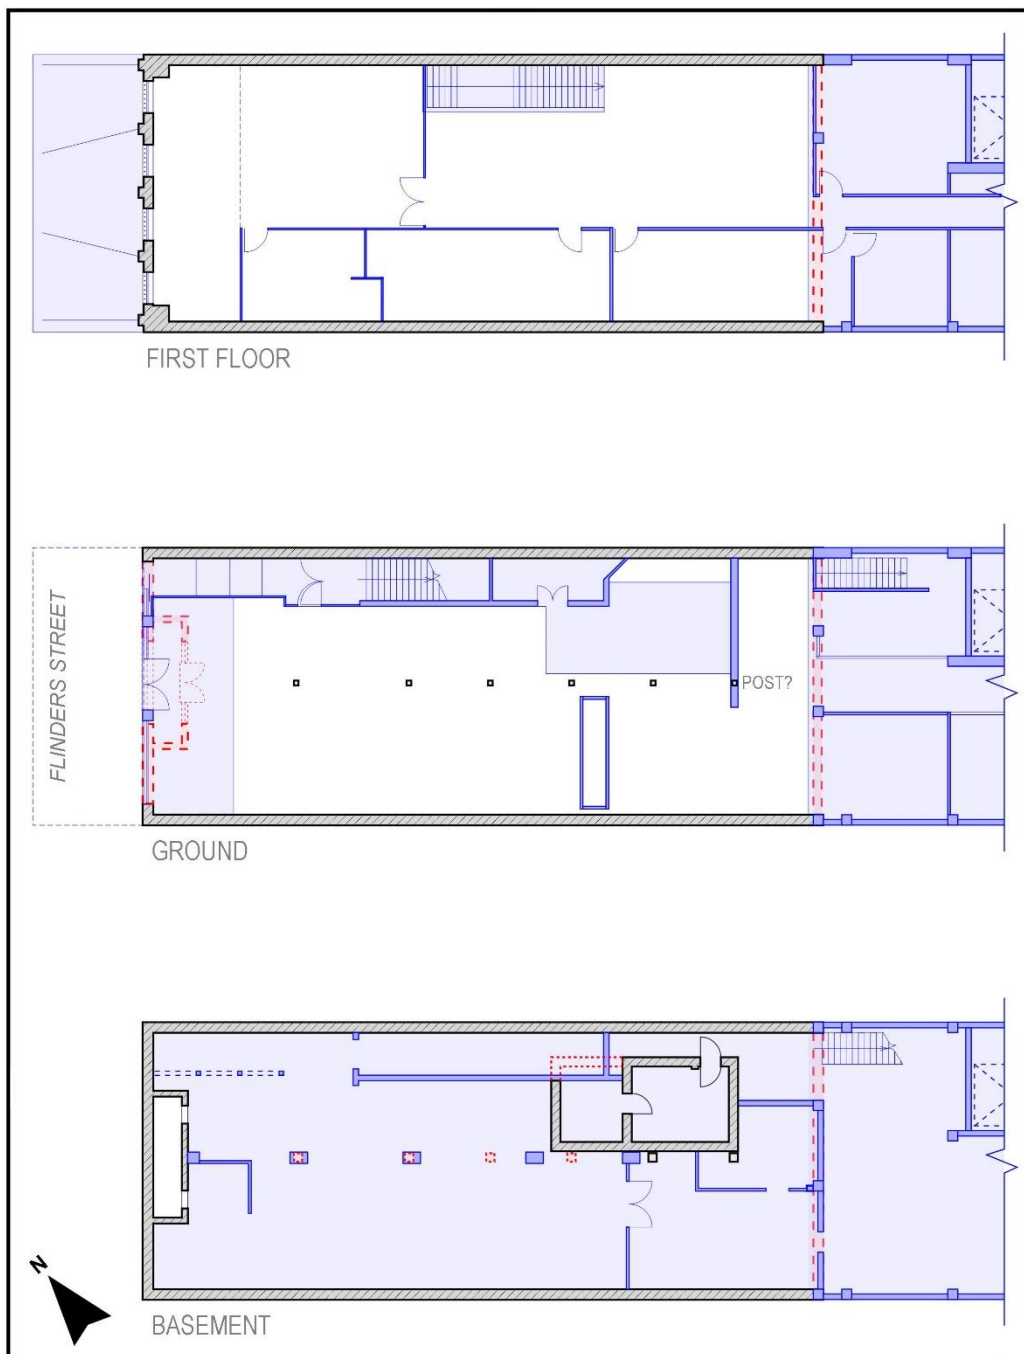 FIRST FLOOR
FLINDERS STREET
POST?
GROUND
N
BASEMENT